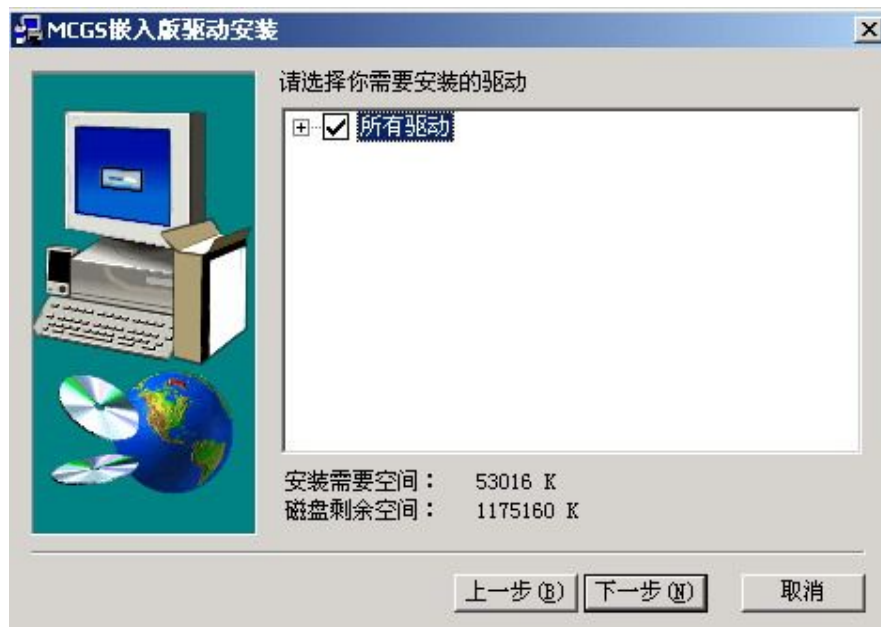 MCGS嵌入版驱动安装
请选择你需要安装的驱动
所有驱动
安装需要空间： 53016 K
磁盘剩余空间： 1175160 K
上一步(B) 下一步(N) 取消